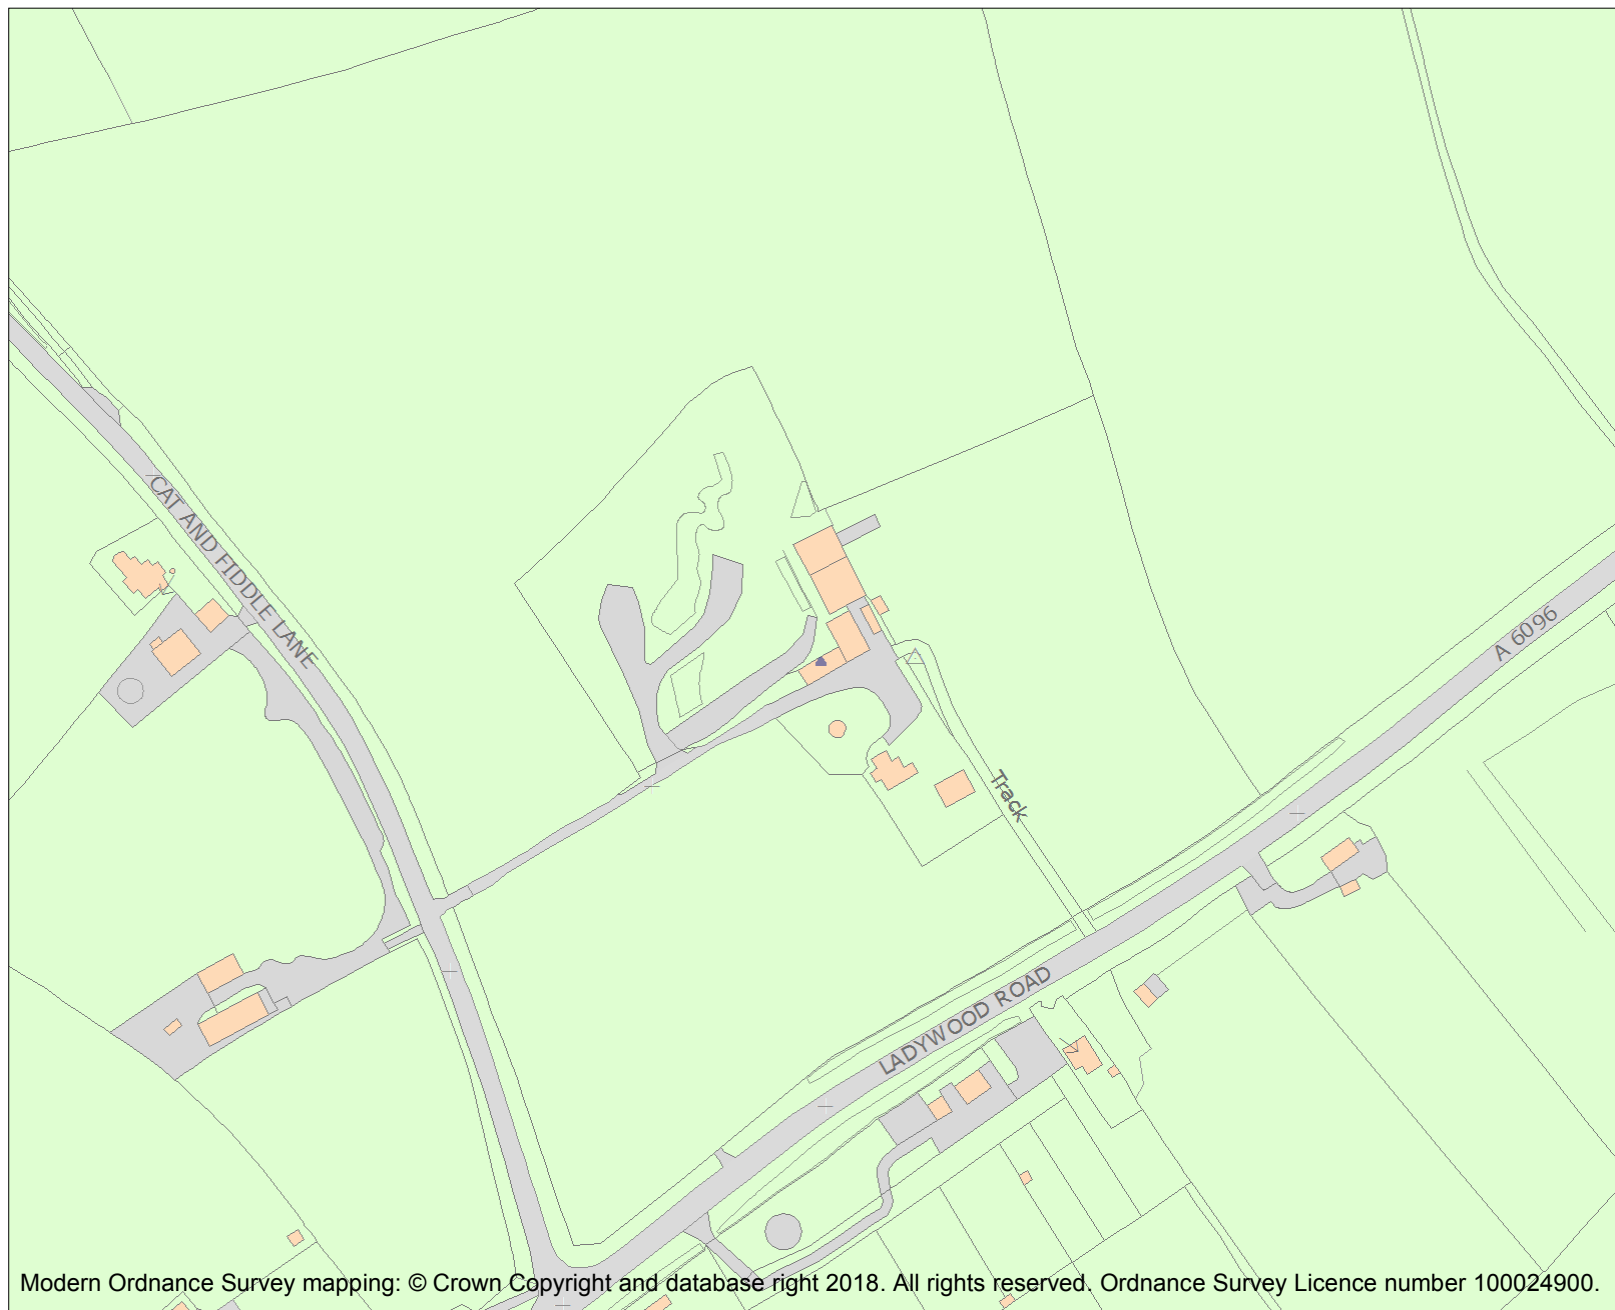 CAT AND FIDDLE LANE
A 6096
Track
LADYWOOD ROAD
Modern Ordnance Survey mapping: © Crown Copyright and database right 2018. All rights reserved. Ordnance Survey Licence number 100024900.